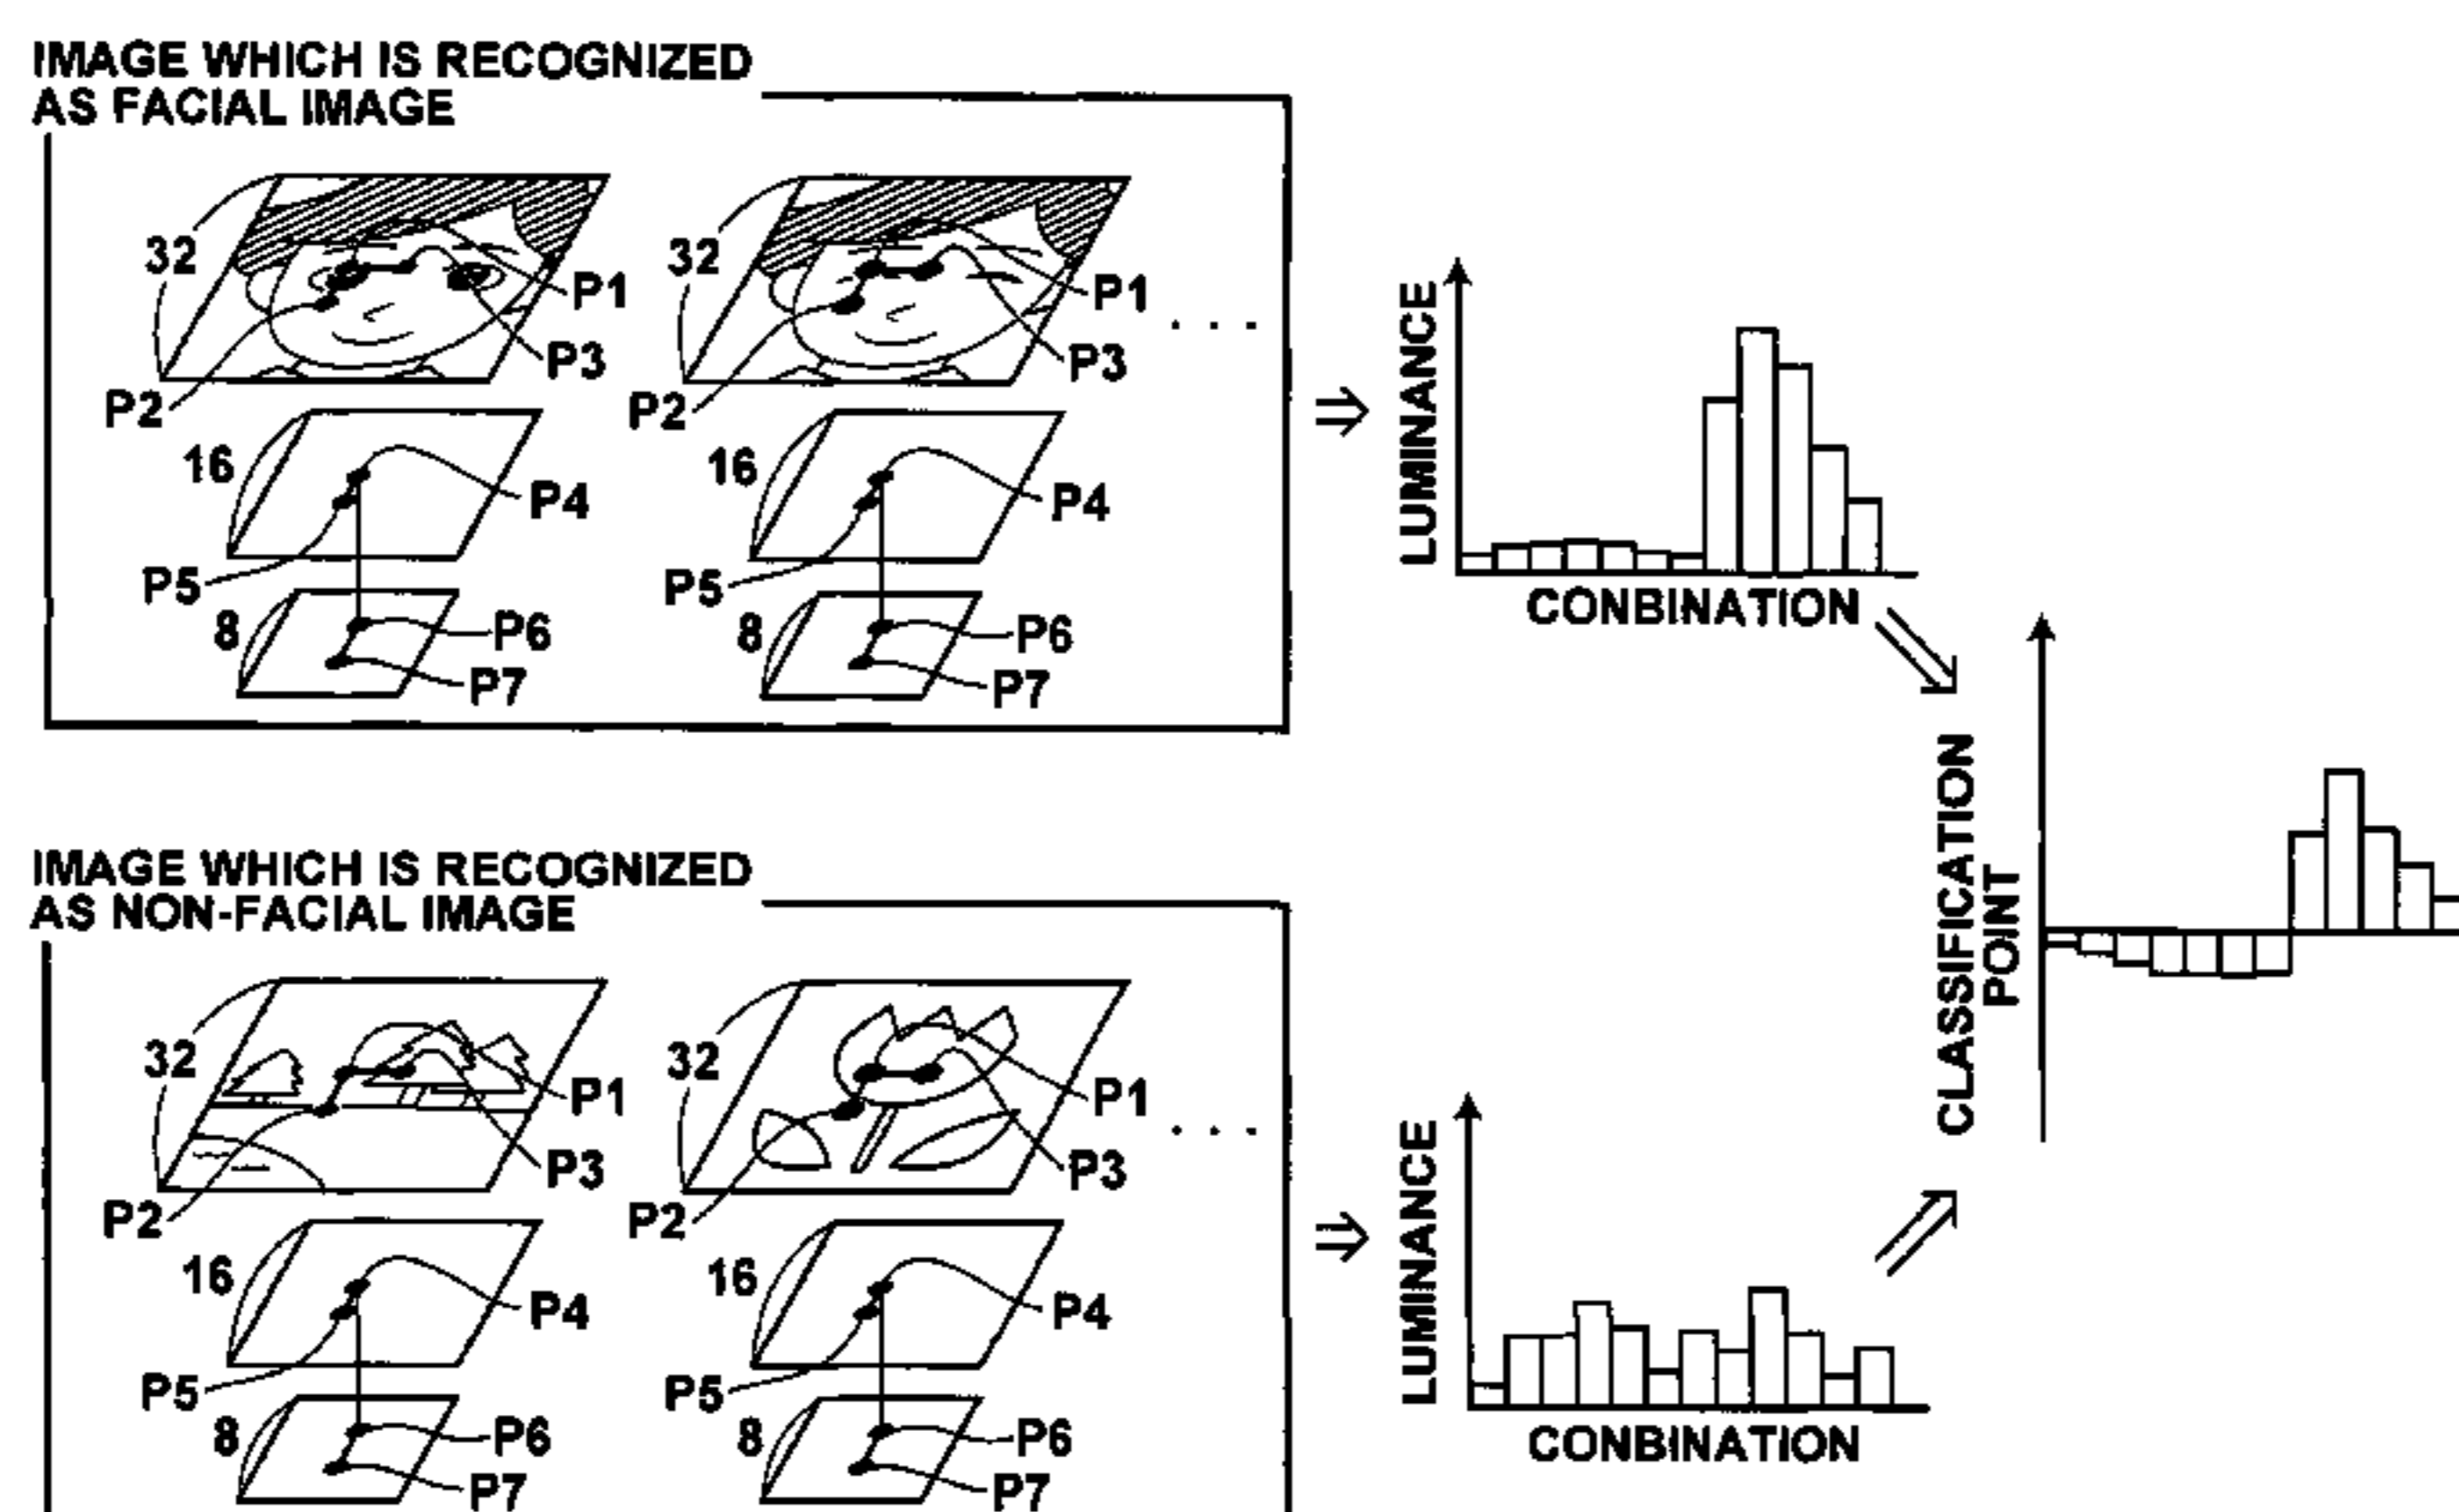 IMAGE WHICH IS RECOGNIZED
AS FACIAL IMAGE
32
P1
P3
P2
16
P4
P5
8
P6
P7
32
P1
P3
P2
16
P4
P5
8
P6
P7
. . .
LUMINANCE
CONBINATION
CLASSIFICATION
POINT
IMAGE WHICH IS RECOGNIZED
AS NON-FACIAL IMAGE
32
P1
P3
P2
16
P4
P5
8
P6
P7
32
P1
P3
P2
16
P4
P5
8
P6
P7
. . .
LUMINANCE
CONBINATION